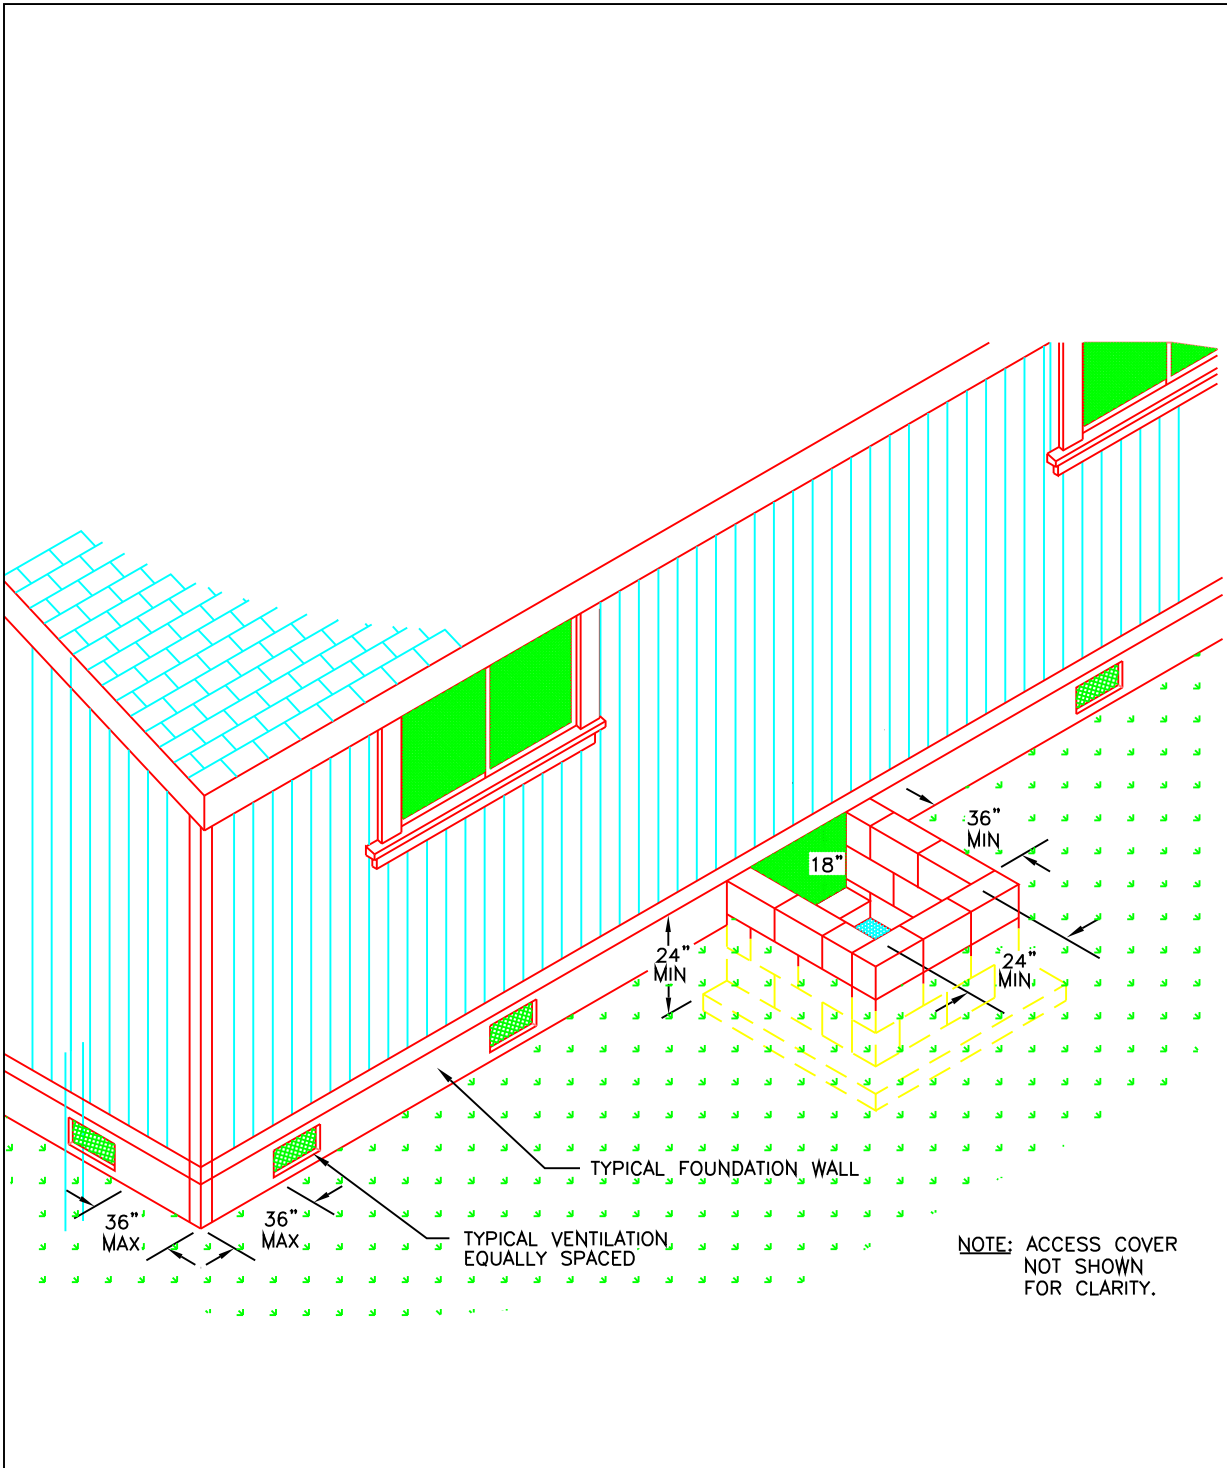 36"
MIN
18"
24"
MIN
24"
MIN
TYPICAL FOUNDATION WALL
36"
MAX
36"
MAX
TYPICAL VENTILATION
EQUALLY SPACED
NOTE: ACCESS COVER
NOT SHOWN
FOR CLARITY.